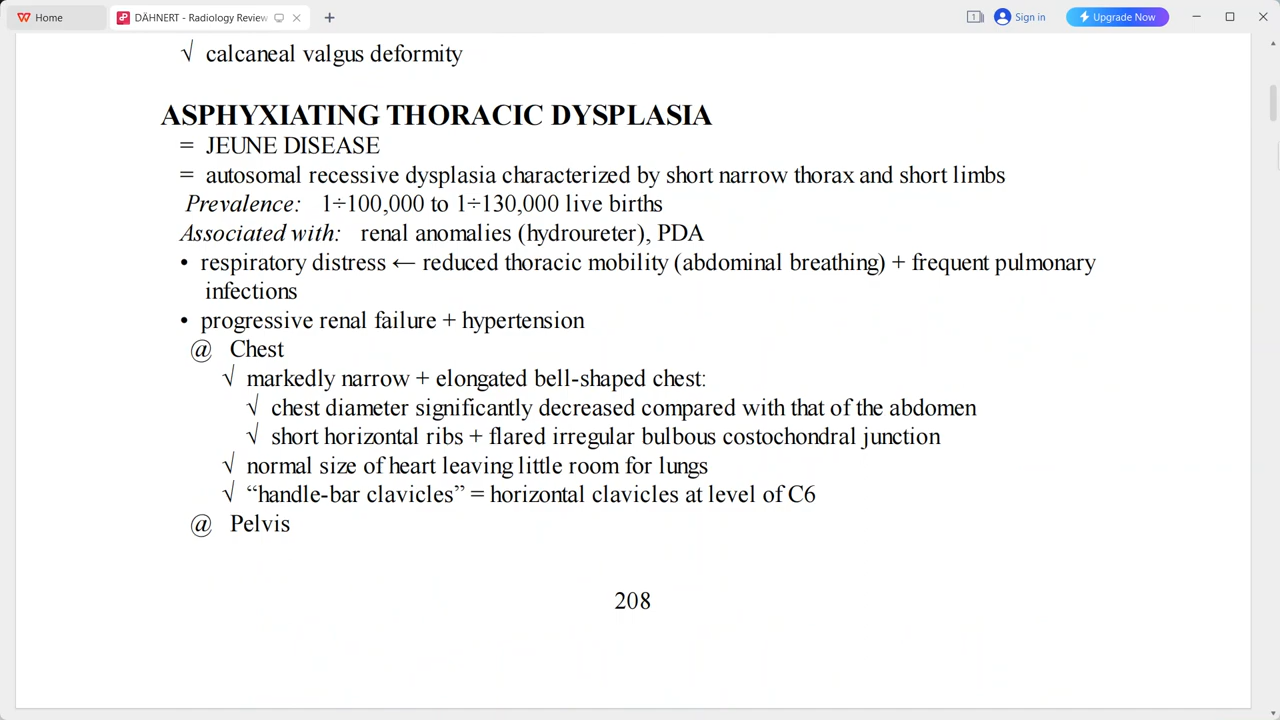 Home
DÄHNERT - Radiology Review
1
Sign in
Upgrade Now
√ calcaneal valgus deformity
ASPHYXIATING THORACIC DYSPLASIA
= JEUNE DISEASE
= autosomal recessive dysplasia characterized by short narrow thorax and short limbs
Prevalence: 1÷100,000 to 1÷130,000 live births
Associated with: renal anomalies (hydroureter), PDA
• respiratory distress ← reduced thoracic mobility (abdominal breathing) + frequent pulmonary
infections
• progressive renal failure + hypertension
@ Chest
√ markedly narrow + elongated bell-shaped chest:
√ chest diameter significantly decreased compared with that of the abdomen
√ short horizontal ribs + flared irregular bulbous costochondral junction
√ normal size of heart leaving little room for lungs
√ “handle-bar clavicles” = horizontal clavicles at level of C6
@ Pelvis
208